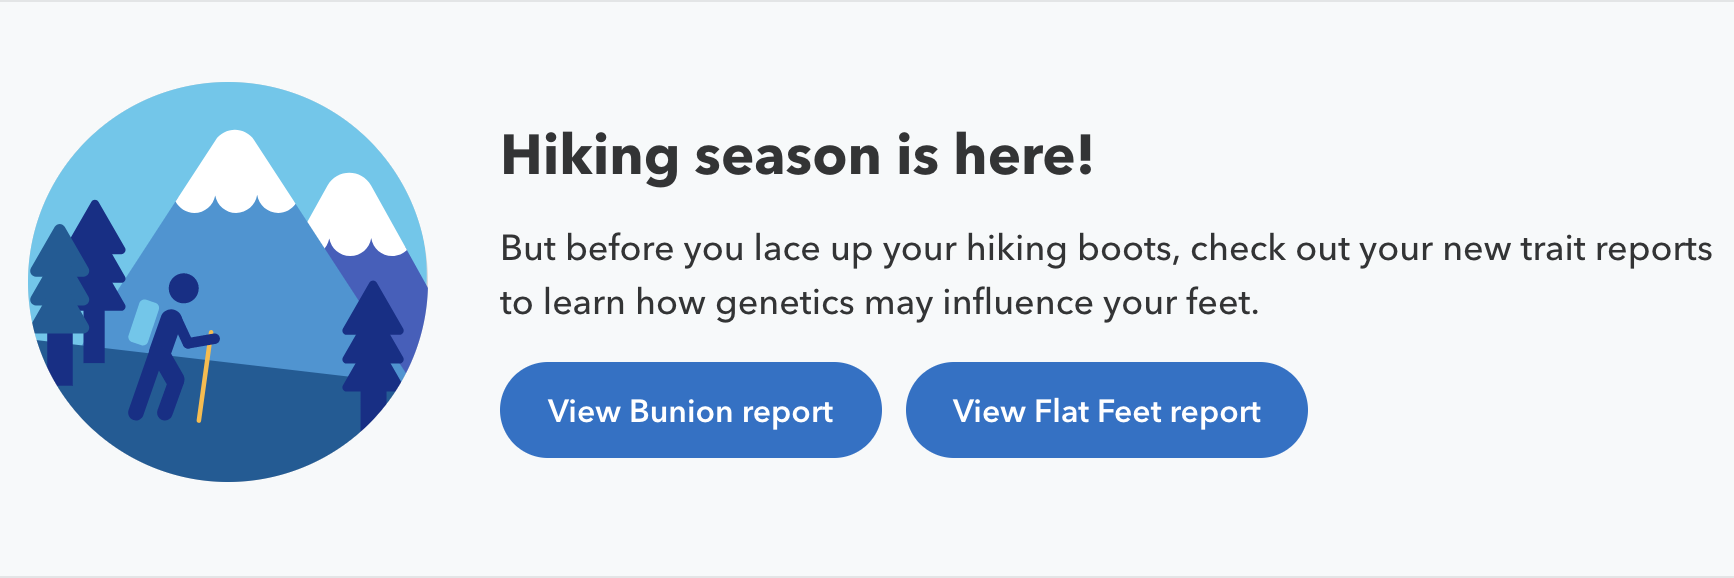 Hiking season is here!
But before you lace up your hiking boots, check out your new trait reports
to learn how genetics may influence your feet.
View Bunion report
View Flat Feet report